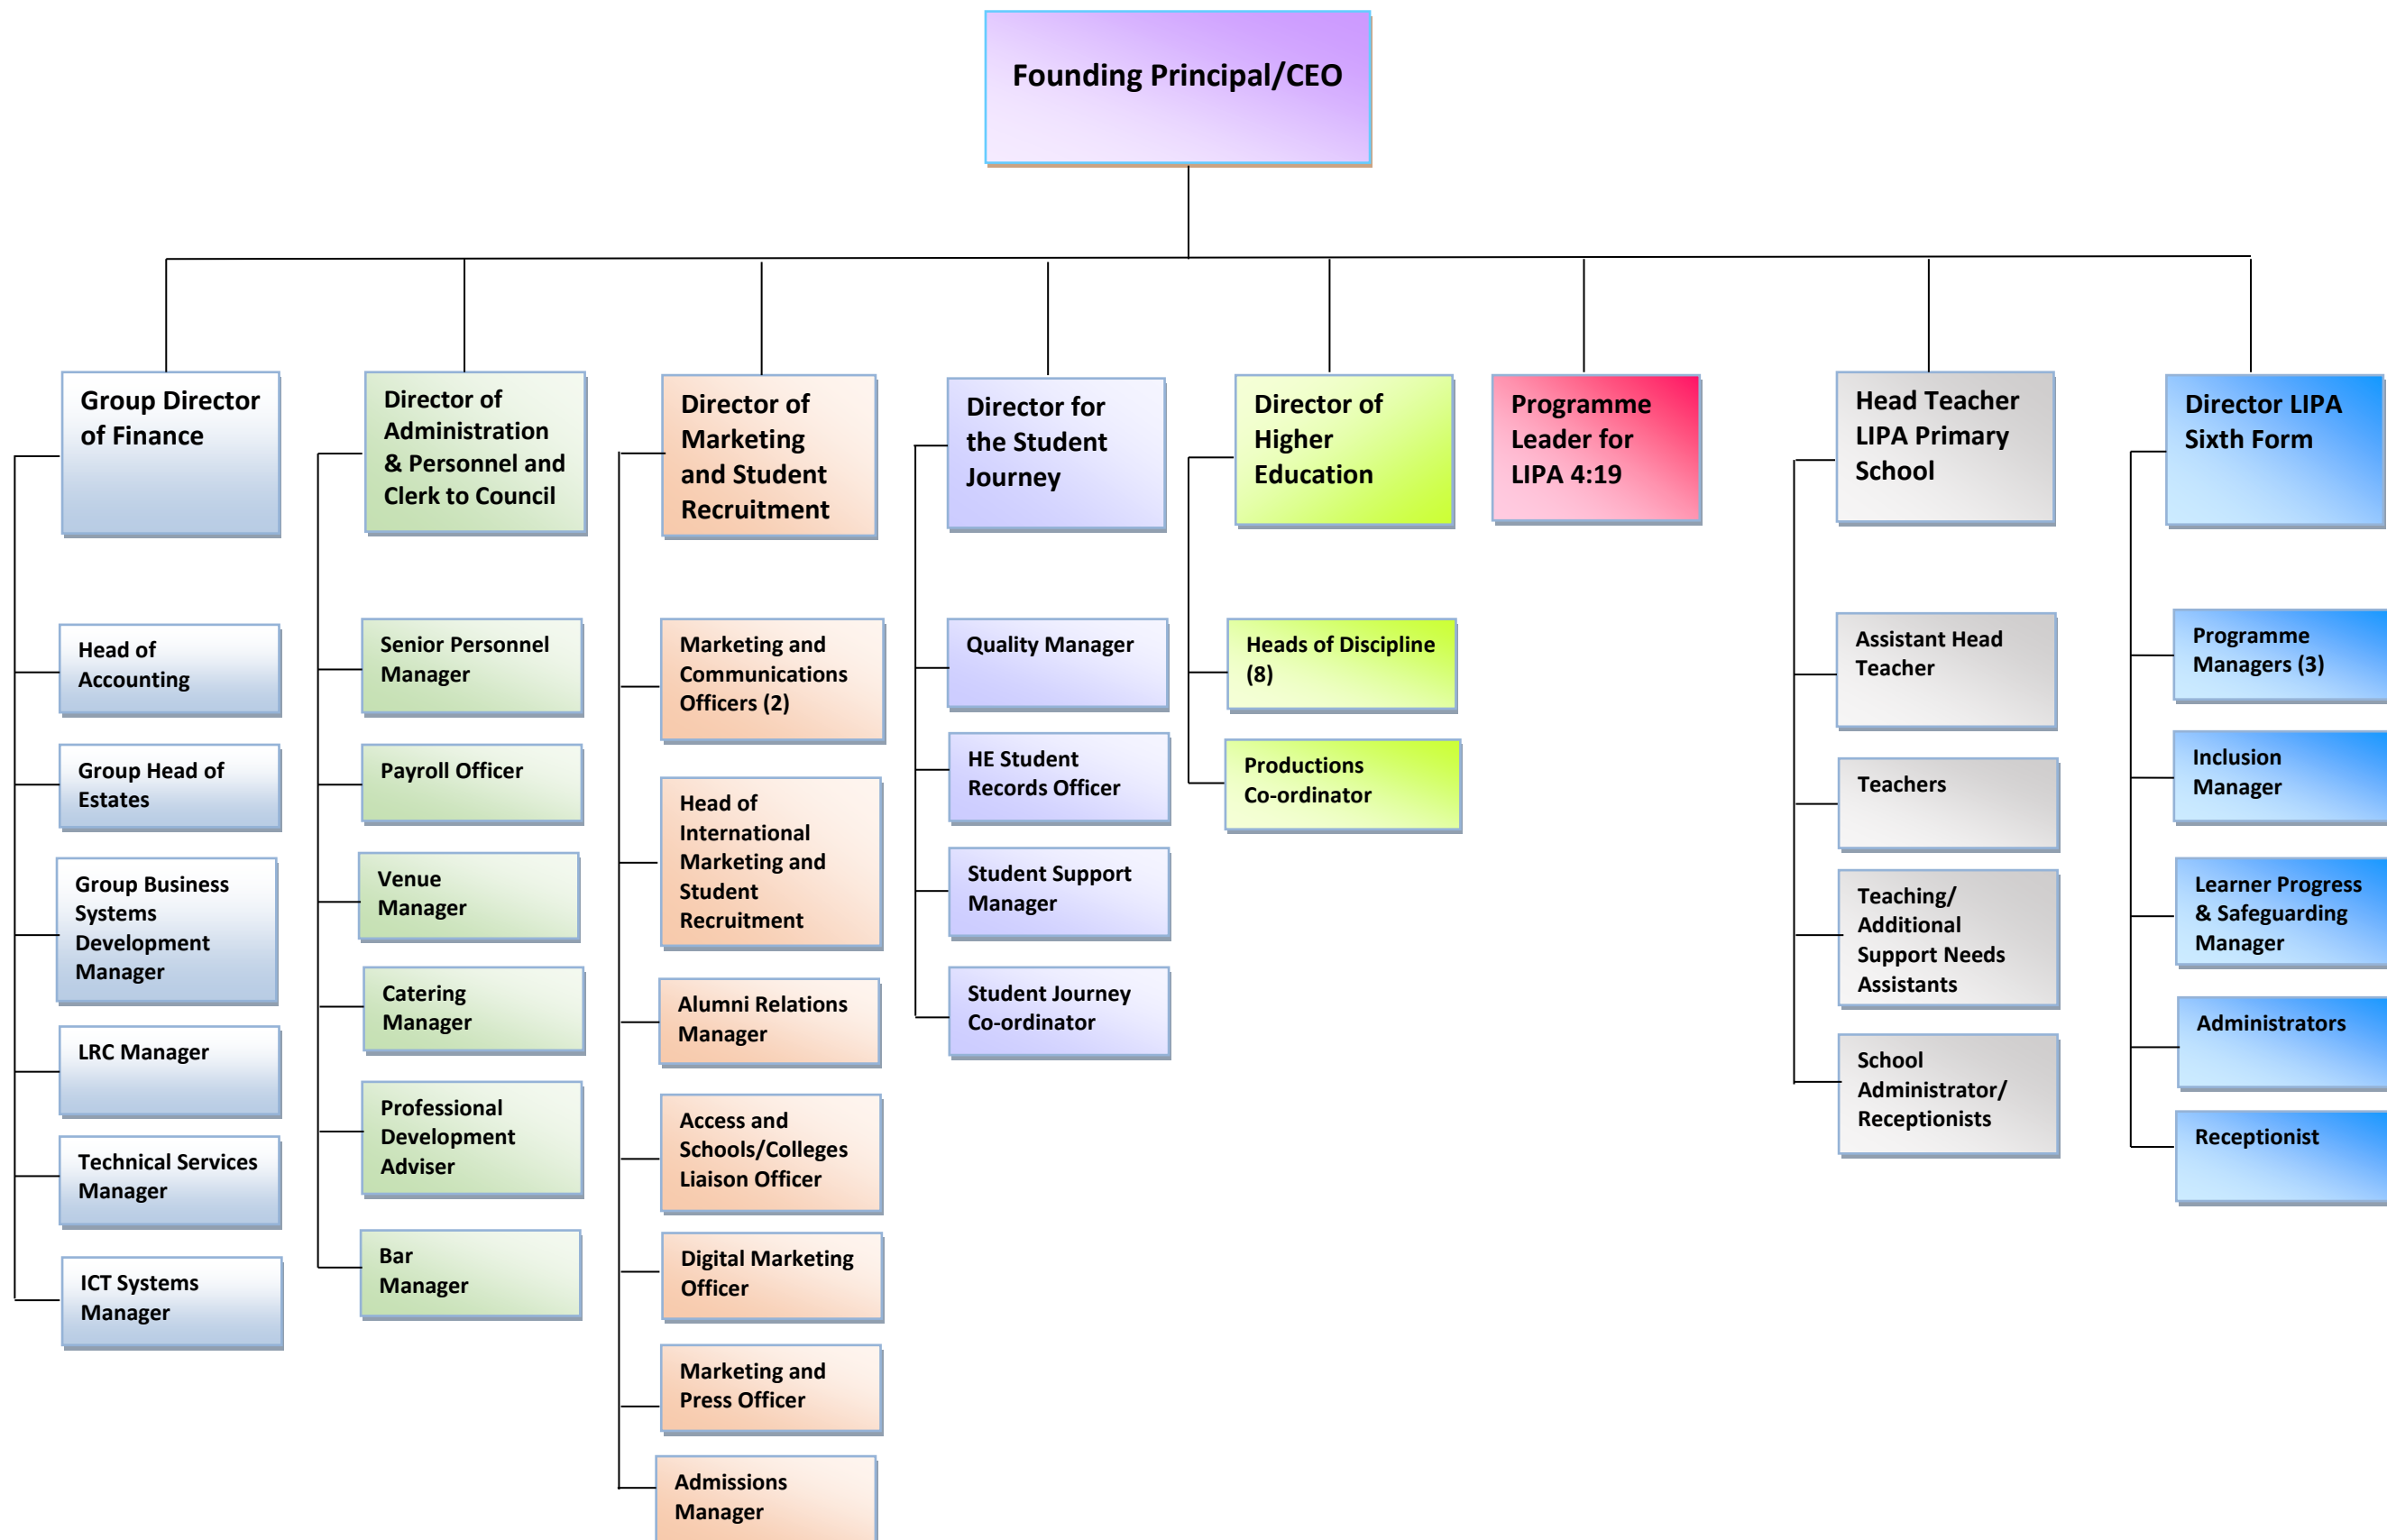 Founding Principal/CEO
Group Director
of Finance
Director of
Administration
& Personnel and
Clerk to Council
Director of
Marketing
and Student
Recruitment
Director for
the Student
Journey
Director of
Higher
Education
Programme
Leader for
LIPA 4:19
Head Teacher
LIPA Primary
School
Director LIPA
Sixth Form
Head of
Accounting
Group Head of
Estates
Group Business
Systems
Development
Manager
LRC Manager
Technical Services
Manager
ICT Systems
Manager
Senior Personnel
Manager
Payroll Officer
Venue
Manager
Catering
Manager
Professional
Development
Adviser
Bar
Manager
Marketing and
Communications
Officers (2)
Head of
International
Marketing and
Student
Recruitment
Alumni Relations
Manager
Access and
Schools/Colleges
Liaison Officer
Digital Marketing
Officer
Marketing and
Press Officer
Admissions
Manager
Quality Manager
HE Student
Records Officer
Student Support
Manager
Student Journey
Co-ordinator
Heads of Discipline
(8)
Productions
Co-ordinator
Assistant Head
Teacher
Teachers
Teaching/
Additional
Support Needs
Assistants
School
Administrator/
Receptionists
Programme
Managers (3)
Inclusion
Manager
Learner Progress
& Safeguarding
Manager
Administrators
Receptionist